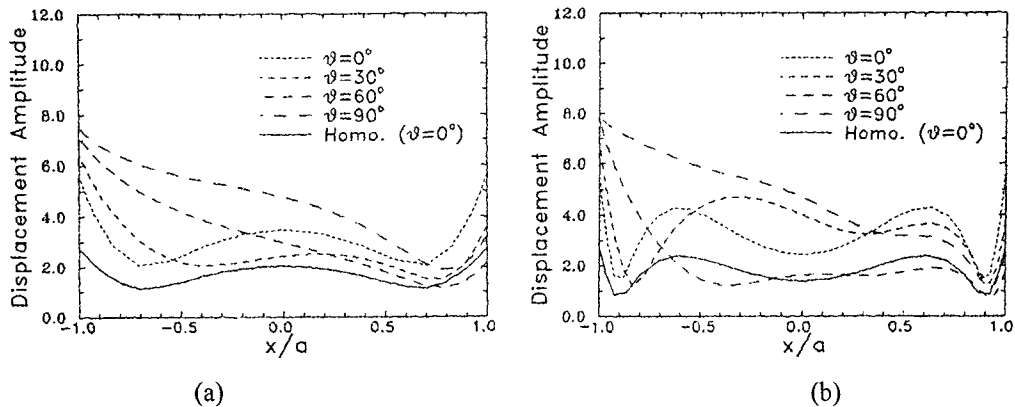 12.0
10.0
8.0
6.0
4.0
2.0
0.0
Displacement Amplitude
ϑ=0°
ϑ=30°
ϑ=60°
ϑ=90°
Homo. (ϑ=0°)
-1.0 -0.5 0.0 0.5 1.0
x/a
(a)
12.0
10.0
8.0
6.0
4.0
2.0
0.0
Displacement Amplitude
ϑ=0°
ϑ=30°
ϑ=60°
ϑ=90°
Homo. (ϑ=0°)
-1.0 -0.5 0.0 0.5 1.0
x/a
(b)